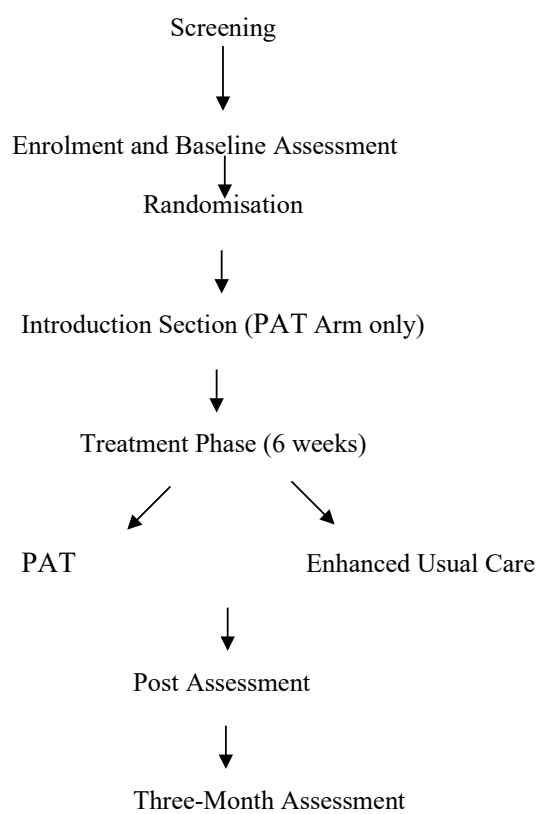 Screening
Enrolment and Baseline Assessment
Randomisation
Introduction Section (PAT Arm only)
Treatment Phase (6 weeks)
PAT
Enhanced Usual Care
Post Assessment
Three-Month Assessment